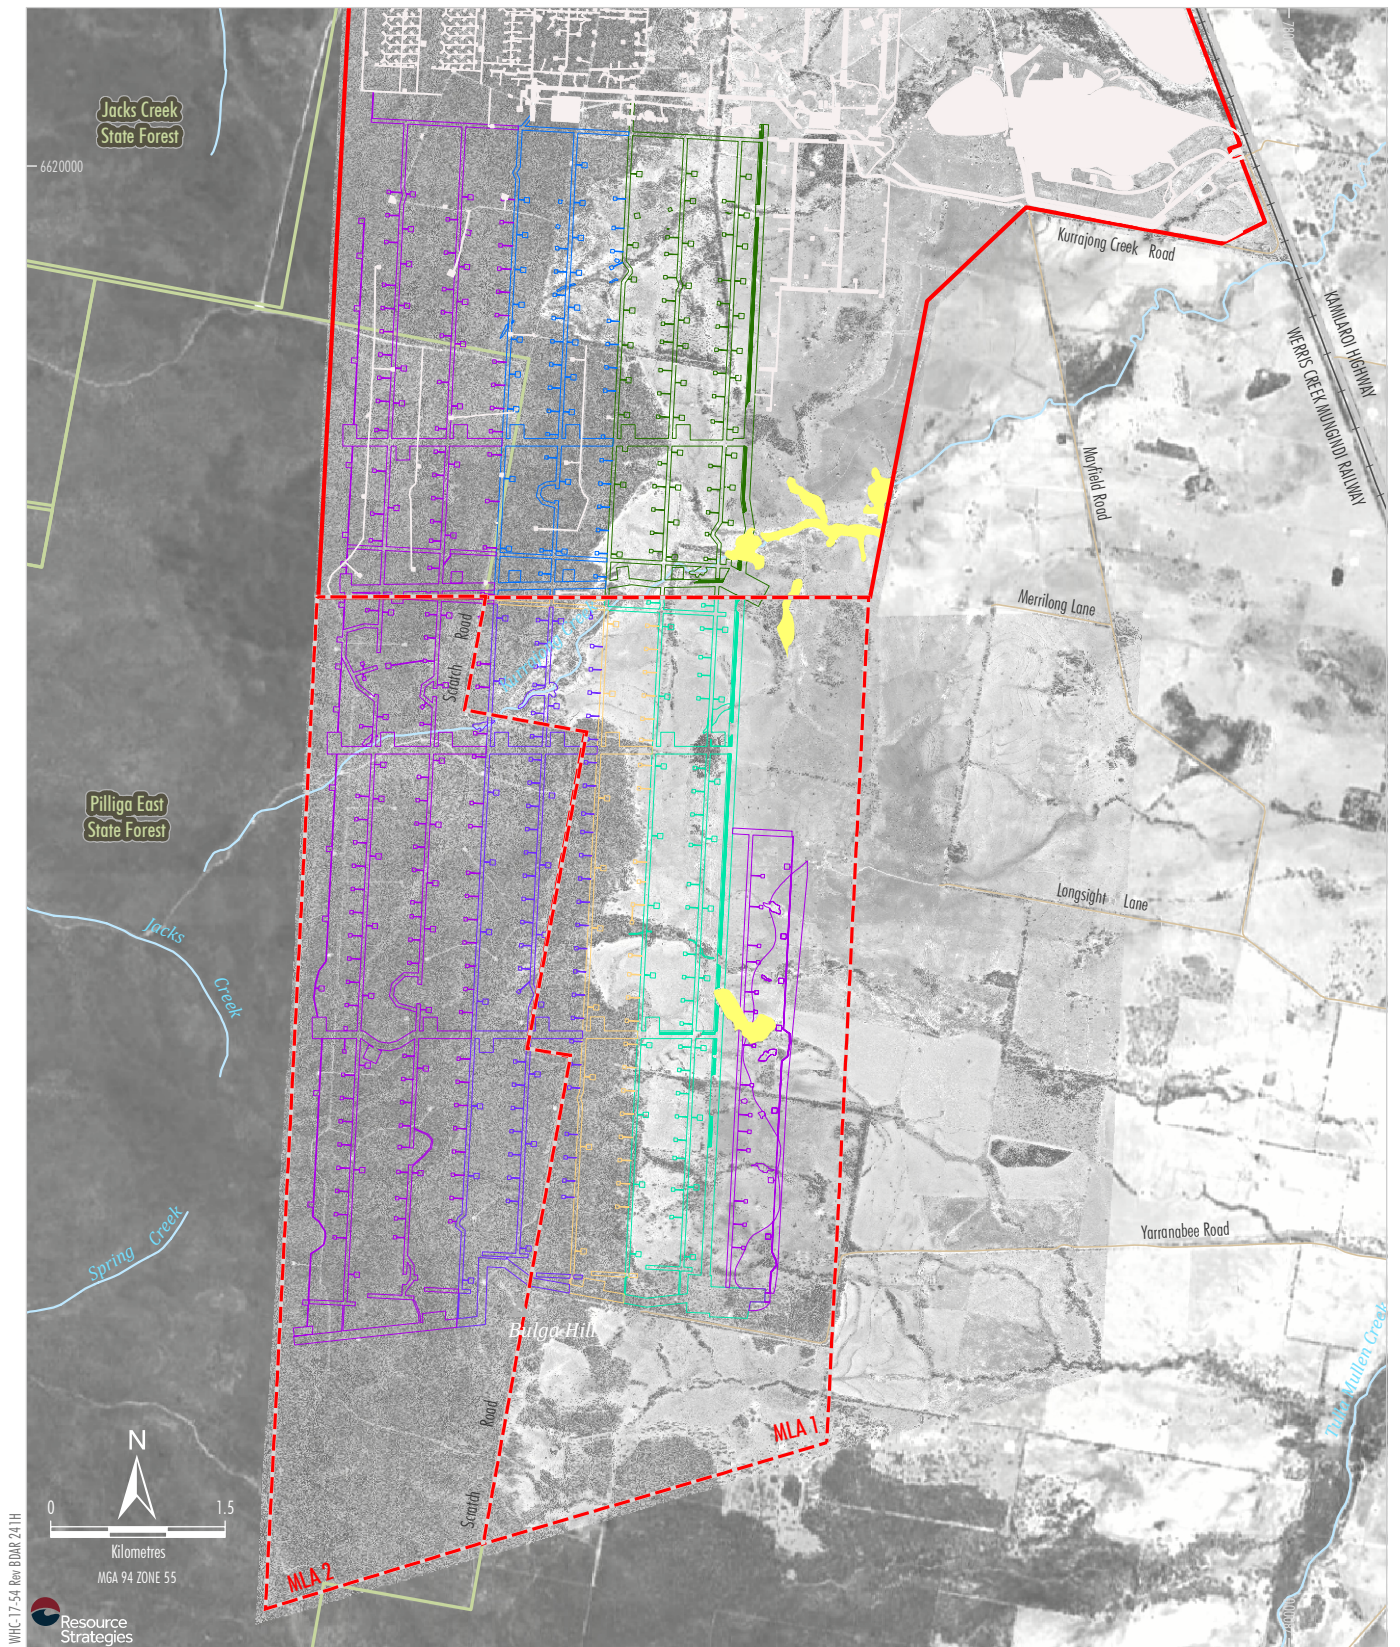 Jacks Creek
State Forest
6620000
Kurrajong Creek Road
KAMILAROI HIGHWAY
WERRIS CREEK MUNGINDI RAILWAY
Mayfield Road
Merrilong Lane
Scratch Road
Pilliga East
State Forest
Longsight Lane
Jacks
Creek
Spring Creek
Yarranabee Road
Bulga Hill
Tulla Mullen Creek
Scratch Road
MLA 1
MLA 2
N
0 1.5
Kilometres
MGA 94 ZONE 55
WHC-17-54 Rev BDAR 241H
Resource
Strategies